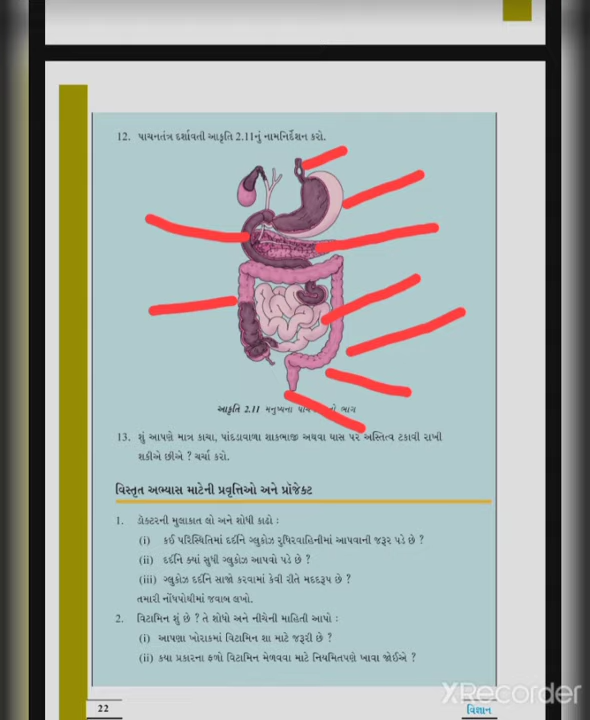 12. પાચનતંત્ર દર્શાવતી આકૃતિ 2.11નું નામનિર્દેશન કરો.
આકૃતિ 2.11 મનુષ્યના ભાગ
13. શું આપણે માત્ર કાચા, પાંદડાવાળા શાકભાજી અથવા ઘાસ પર અસ્તિત્વ ટકાવી રાખી
શકીએ છીએ ? ચર્ચા કરો.
વિસ્તૃત અભ્યાસ માટેની પ્રવૃત્તિઓ અને પ્રૉજેક્ટ
1. ડૉક્ટરની મુલાકાત લો અને શોધી કાઢો :
(i) કઈ પરિસ્થિતિમાં દર્દીને ગ્લુકોઝ રુધિરવાહિનીમાં આપવાની જરૂર પડે છે ?
(ii) દર્દીને ક્યાં સુધી ગ્લુકોઝ આપવો પડે છે ?
(iii) ગ્લુકોઝ દર્દીને સાજો કરવામાં કેવી રીતે મદદરૂપ છે ?
તમારી નોંધપોથીમાં જવાબ લખો.
2. વિટામિન શું છે ? તે શોધો અને નીચેની માહિતી આપો :
(i) આપણા ખોરાકમાં વિટામિન શા માટે જરૂરી છે ?
(ii) કયા પ્રકારના ફળો વિટામિન મેળવવા માટે નિયમિતપણે ખાવા જોઈએ ?
22
વિજ્ઞાન
XRecorder